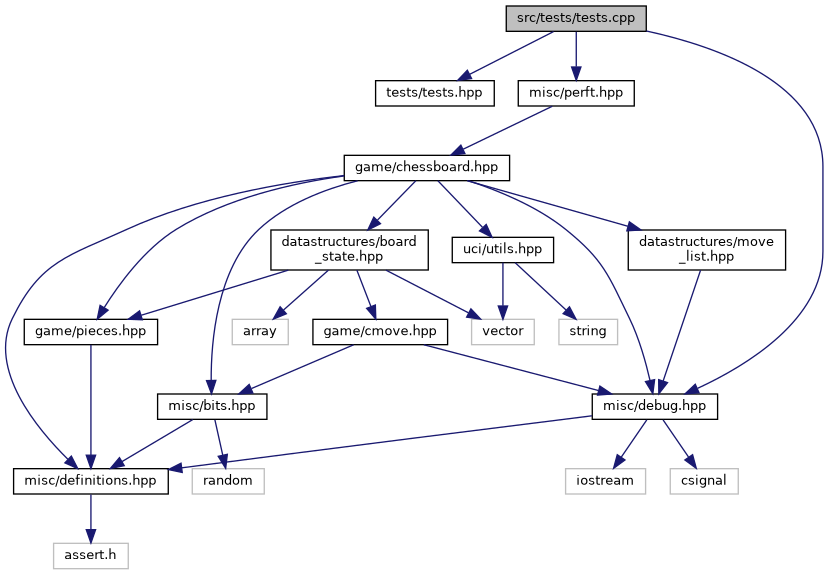 src/tests/tests.cpp
tests/tests.hpp
misc/perft.hpp
game/chessboard.hpp
datastructures/board
_state.hpp
uci/utils.hpp
datastructures/move
_list.hpp
game/pieces.hpp
array
game/cmove.hpp
vector
string
misc/bits.hpp
misc/debug.hpp
misc/definitions.hpp
random
iostream
csignal
assert.h